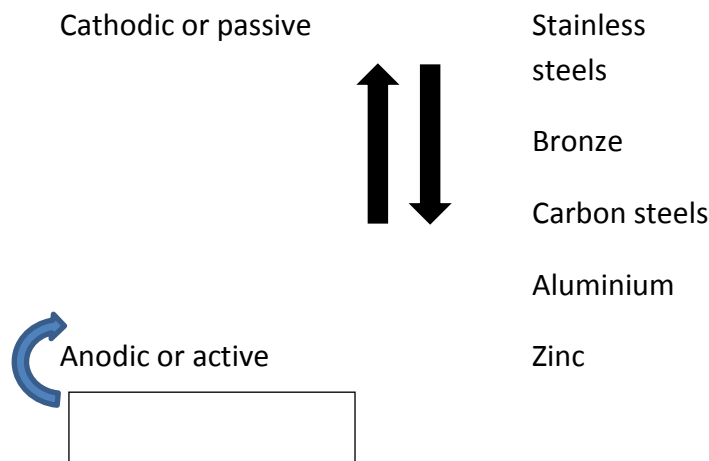 Cathodic or passive
Stainless
steels
Bronze
Carbon steels
Aluminium
Anodic or active
Zinc